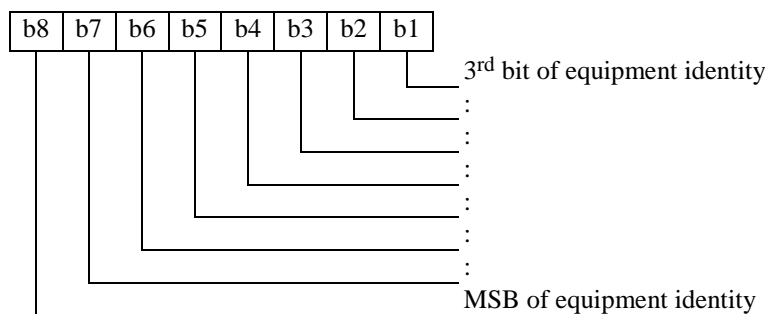 b8 b7 b6 b5 b4 b3 b2 b1
3rd bit of equipment identity
:
:
:
:
:
:
MSB of equipment identity